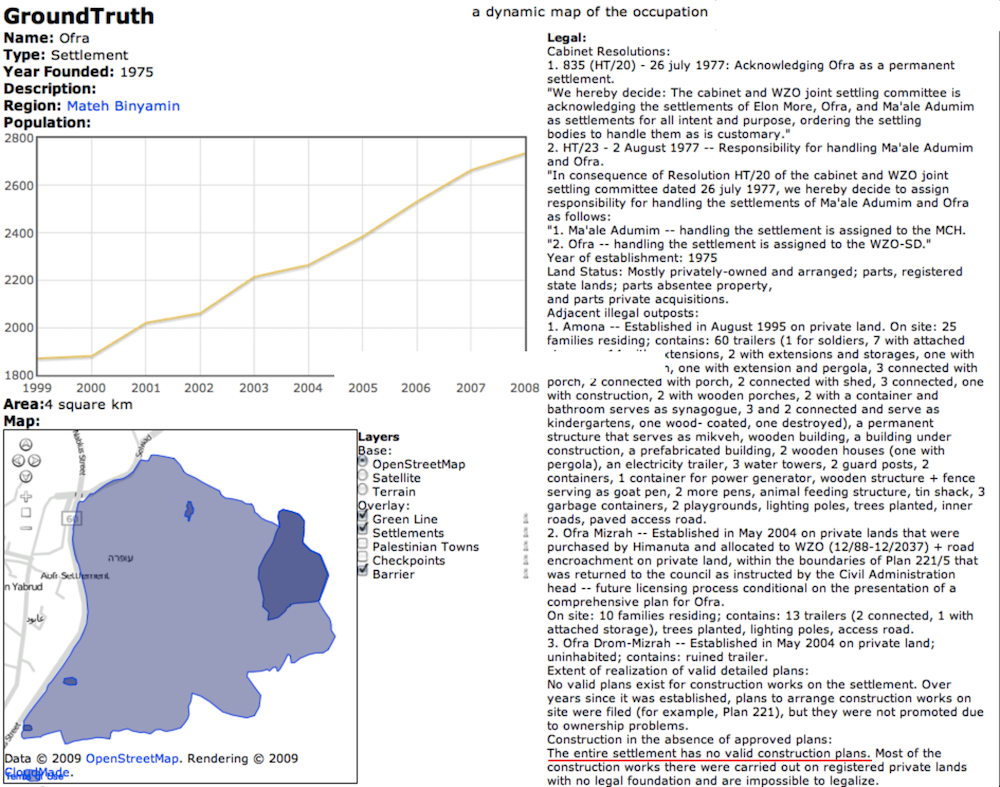 GroundTruth
a dynamic map of the occupation
Name: Ofra
Type: Settlement
Year Founded: 1975
Description:
Region: Mateh Binyamin
Population:
2800
2600
2400
2200
2000
1800
1999 2000 2001 2002 2003 2004 2005 2006 2007 2008
Area:4 square km
Map:
Nablus Street
60
עופרה
n Yabrud
عابود
Street
Data © 2009 OpenStreetMap. Rendering © 2009
CloudMade.
Layers
Base:
OpenStreetMap
Satellite
Terrain
Overlay:
Green Line
Settlements
Palestinian Towns
Checkpoints
Barrier
Legal:
Cabinet Resolutions:
1. 835 (HT/20) - 26 july 1977: Acknowledging Ofra as a permanent
settlement.
"We hereby decide: The cabinet and WZO joint settling committee is
acknowledging the settlements of Elon More, Ofra, and Ma'ale Adumim
as settlements for all intent and purpose, ordering the settling
bodies to handle them as is customary."
2. HT/23 - 2 August 1977 -- Responsibility for handling Ma'ale Adumim
and Ofra.
"In consequence of Resolution HT/20 of the cabinet and WZO joint
settling committee dated 26 july 1977, we hereby decide to assign
responsibility for handling the settlements of Ma'ale Adumim and Ofra
as follows:
"1. Ma'ale Adumim -- handling the settlement is assigned to the MCH.
"2. Ofra -- handling the settlement is assigned to the WZO-SD."
Year of establishment: 1975
Land Status: Mostly privately-owned and arranged; parts, registered
state lands; parts absentee property,
and parts private acquisitions.
Adjacent illegal outposts:
1. Amona -- Established in August 1995 on private land. On site: 25
families residing; contains: 60 trailers (1 for soldiers, 7 with attached
xtensions, 2 with extensions and storages, one with
, one with extension and pergola, 3 connected with
porch, 2 connected with porch, 2 connected with shed, 3 connected, one
with construction, 2 with wooden porches, 2 with a container and
bathroom serves as synagogue, 3 and 2 connected and serve as
kindergartens, one wood- coated, one destroyed), a permanent
structure that serves as mikveh, wooden building, a building under
construction, a prefabricated building, 2 wooden houses (one with
pergola), an electricity trailer, 3 water towers, 2 guard posts, 2
containers, 1 container for power generator, wooden structure + fence
serving as goat pen, 2 more pens, animal feeding structure, tin shack, 3
garbage containers, 2 playgrounds, lighting poles, trees planted, inner
roads, paved access road.
2. Ofra Mizrah -- Established in May 2004 on private lands that were
purchased by Himanuta and allocated to WZO (12/88-12/2037) + road
encroachment on private land, within the boundaries of Plan 221/5 that
was returned to the council as instructed by the Civil Administration
head -- future licensing process conditional on the presentation of a
comprehensive plan for Ofra.
On site: 10 families residing; contains: 13 trailers (2 connected, 1 with
attached storage), trees planted, lighting poles, access road.
3. Ofra Drom-Mizrah -- Established in May 2004 on private land;
uninhabited; contains: ruined trailer.
Extent of realization of valid detailed plans:
No valid plans exist for construction works on the settlement. Over
years since it was established, plans to arrange construction works on
site were filed (for example, Plan 221), but they were not promoted due
to ownership problems.
Construction in the absence of approved plans:
The entire settlement has no valid construction plans. Most of the
construction works there were carried out on registered private lands
with no legal foundation and are impossible to legalize.